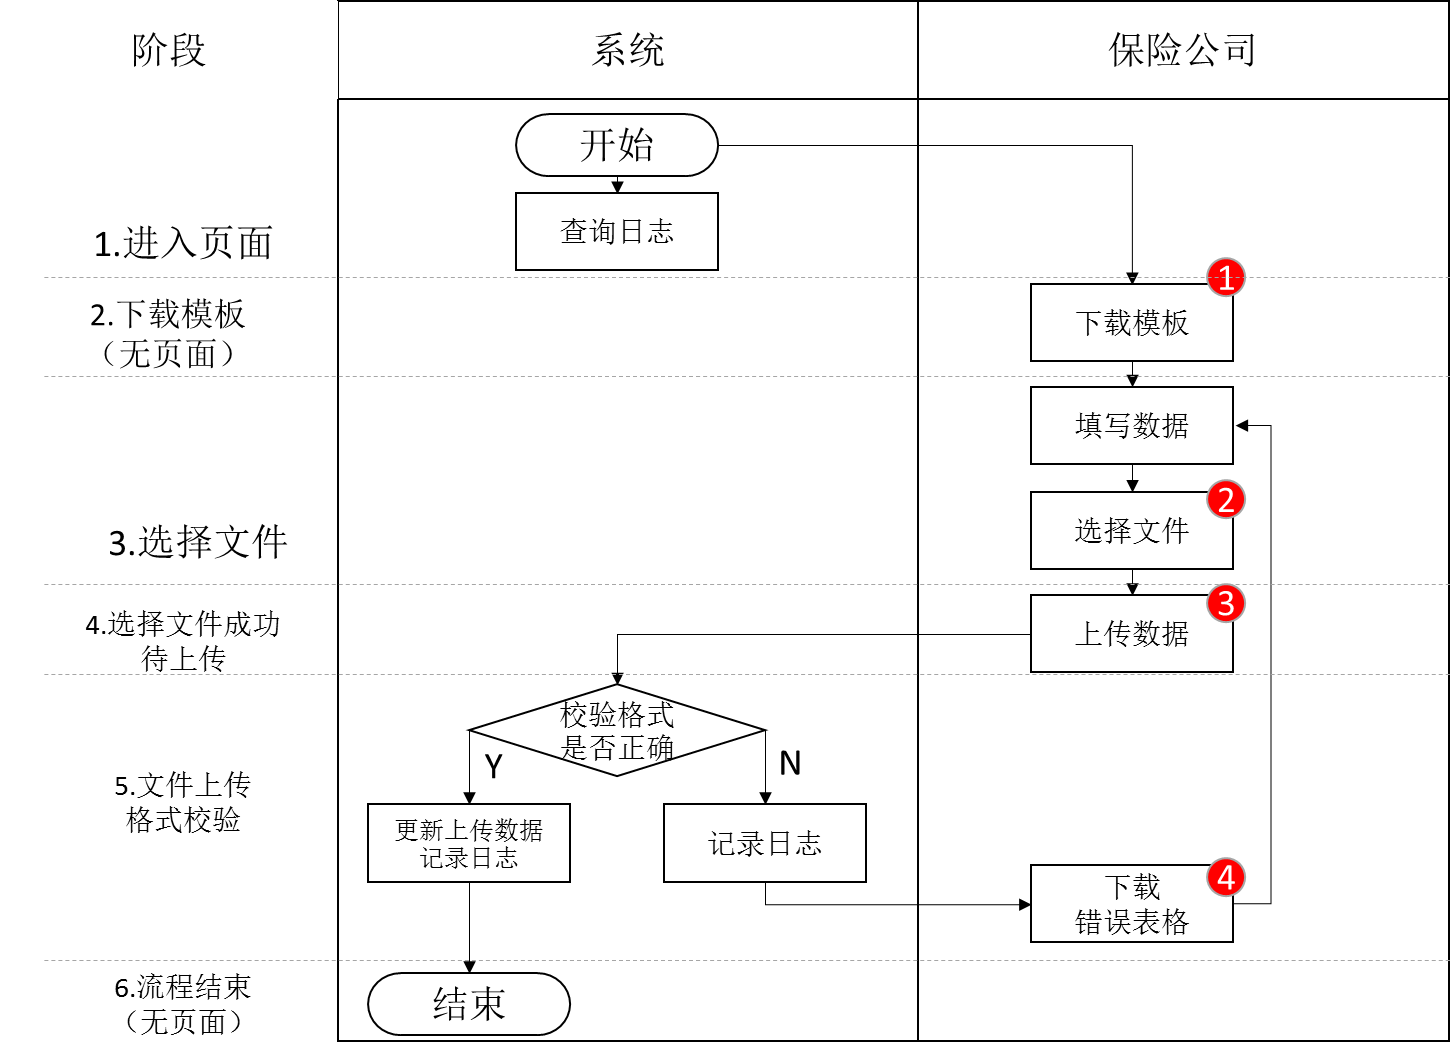 阶段
系统
保险公司
开始
查询日志
1.进入页面
1
2.下载模板
（无页面）
下载模板
填写数据
2
3.选择文件
选择文件
3
4.选择文件成功
待上传
上传数据
校验格式
是否正确
Y
N
5.文件上传
格式校验
更新上传数据
记录日志
记录日志
4
下载
错误表格
6.流程结束
（无页面）
结束